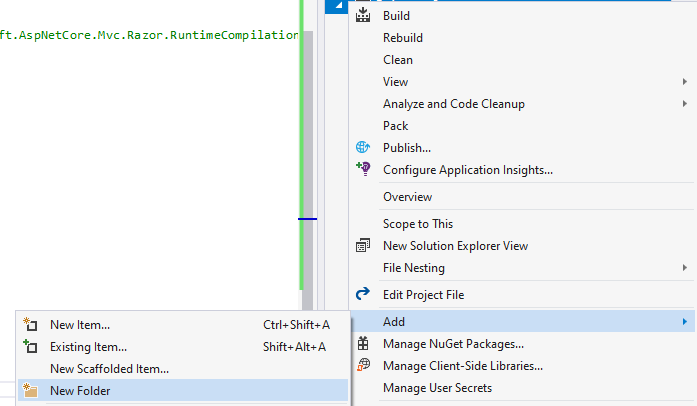 ft.AspNetCore.Mvc.Razor.RuntimeCompilation
Build
Rebuild
Clean
View
Analyze and Code Cleanup
Pack
Publish...
Configure Application Insights...
Overview
Scope to This
New Solution Explorer View
File Nesting
Edit Project File
Add
Manage NuGet Packages...
Manage Client-Side Libraries...
Manage User Secrets
New Item... Ctrl+Shift+A
Existing Item... Shift+Alt+A
New Scaffolded Item...
New Folder